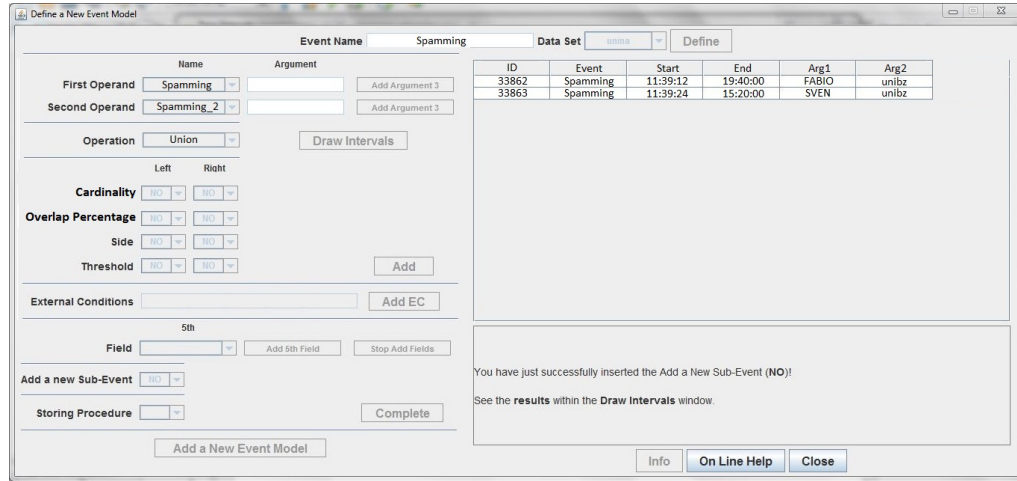 Define a New Event Model
Event Name Spamming Data Set unma Define
Name Argument
First Operand Spamming Add Argument 3
Second Operand Spamming_2 Add Argument 3
Operation Union Draw Intervals
Left Right
Cardinality NO NO
Overlap Percentage NO NO
Side NO NO
Threshold NO NO Add
External Conditions Add EC
5th
Field Add 5th Field Stop Add Fields
Add a new Sub-Event NO
Storing Procedure Complete
Add a New Event Model
ID Event Start End Arg1 Arg2
33862 Spamming 11:39:12 19:40:00 FABIO unibz
33863 Spamming 11:39:24 15:20:00 SVEN unibz
You have just successfully inserted the Add a New Sub-Event (NO)!
See the results within the Draw Intervals window.
Info On Line Help Close